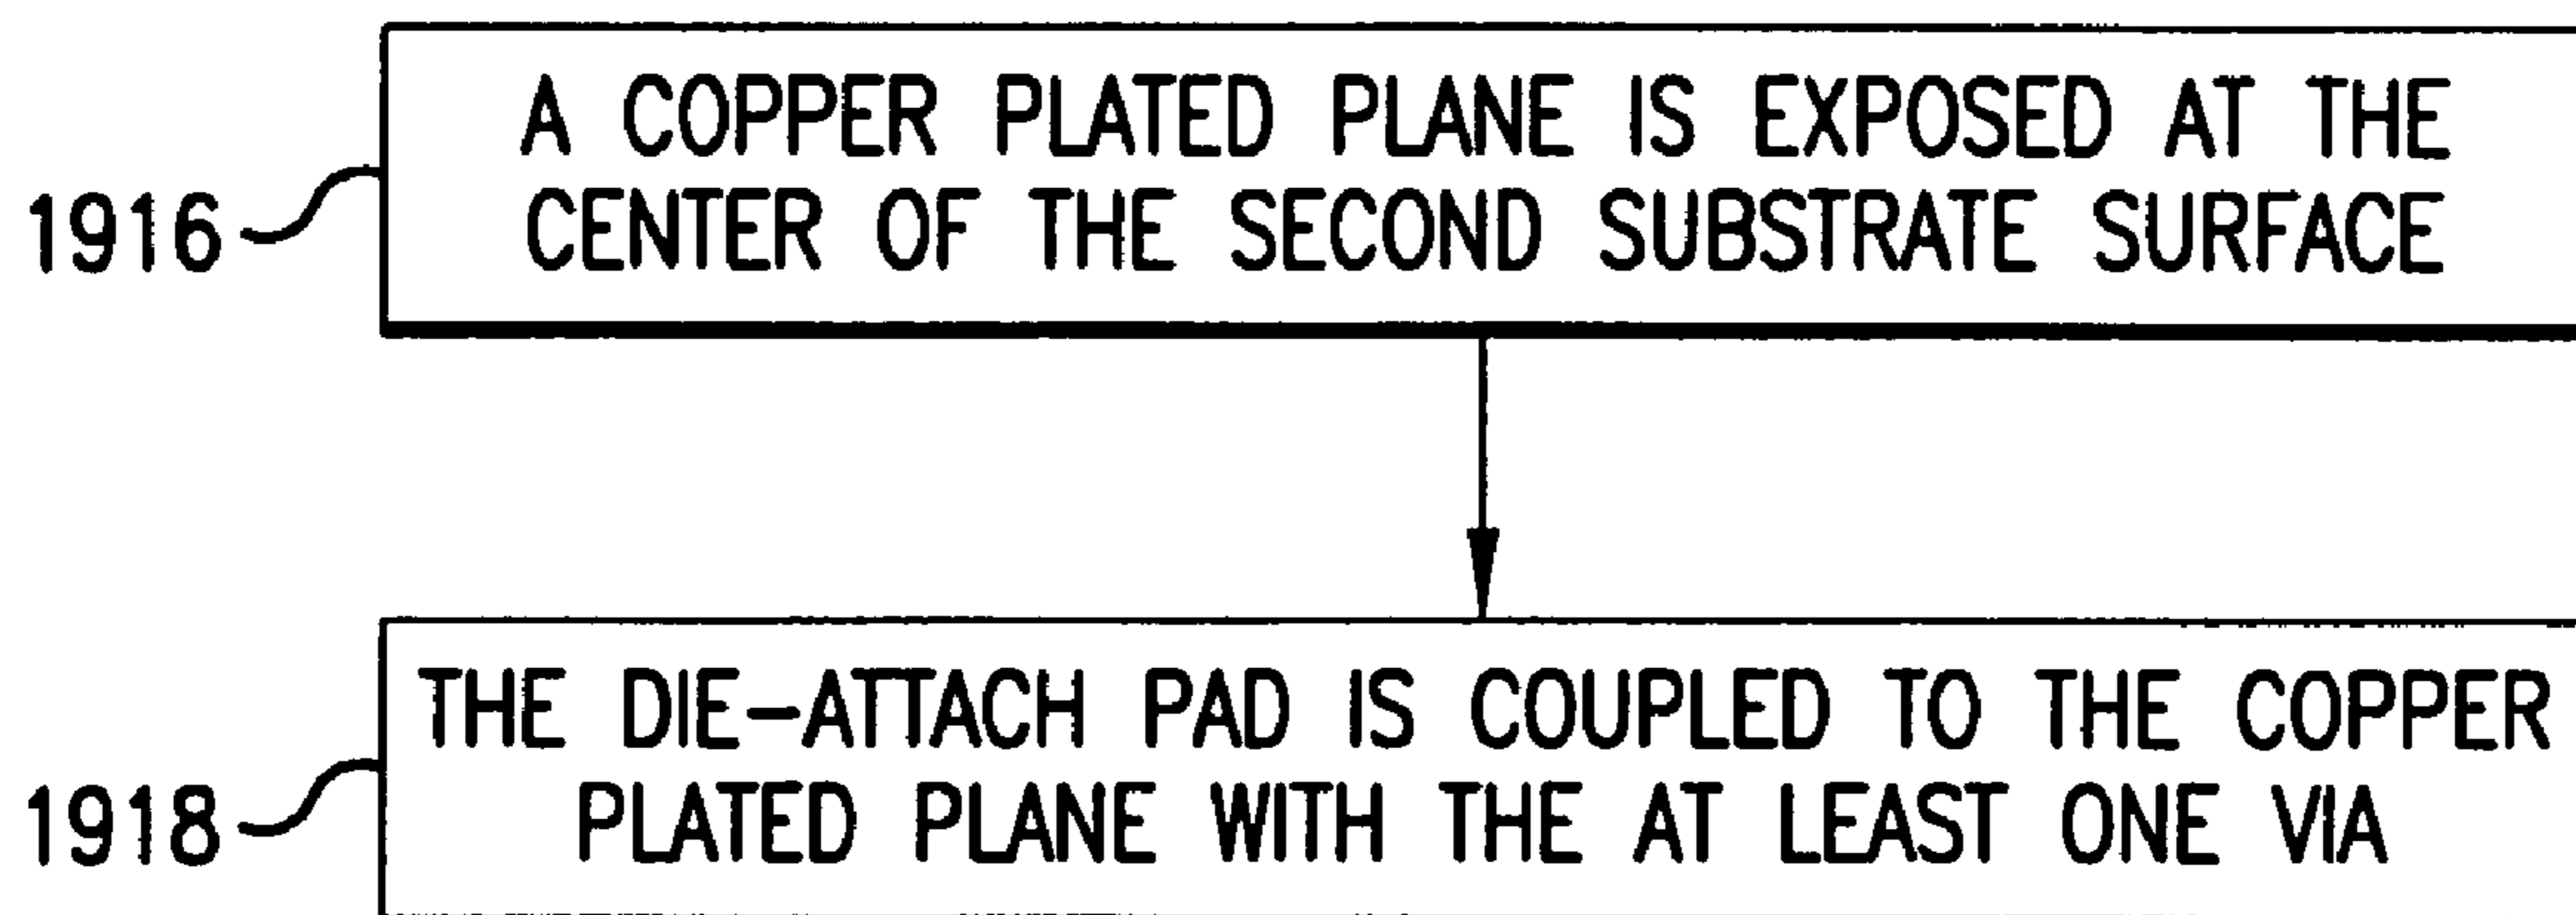 A COPPER PLATED PLANE IS EXPOSED AT THE
CENTER OF THE SECOND SUBSTRATE SURFACE
1916
THE DIE-ATTACH PAD IS COUPLED TO THE COPPER
PLATED PLANE WITH THE AT LEAST ONE VIA
1918